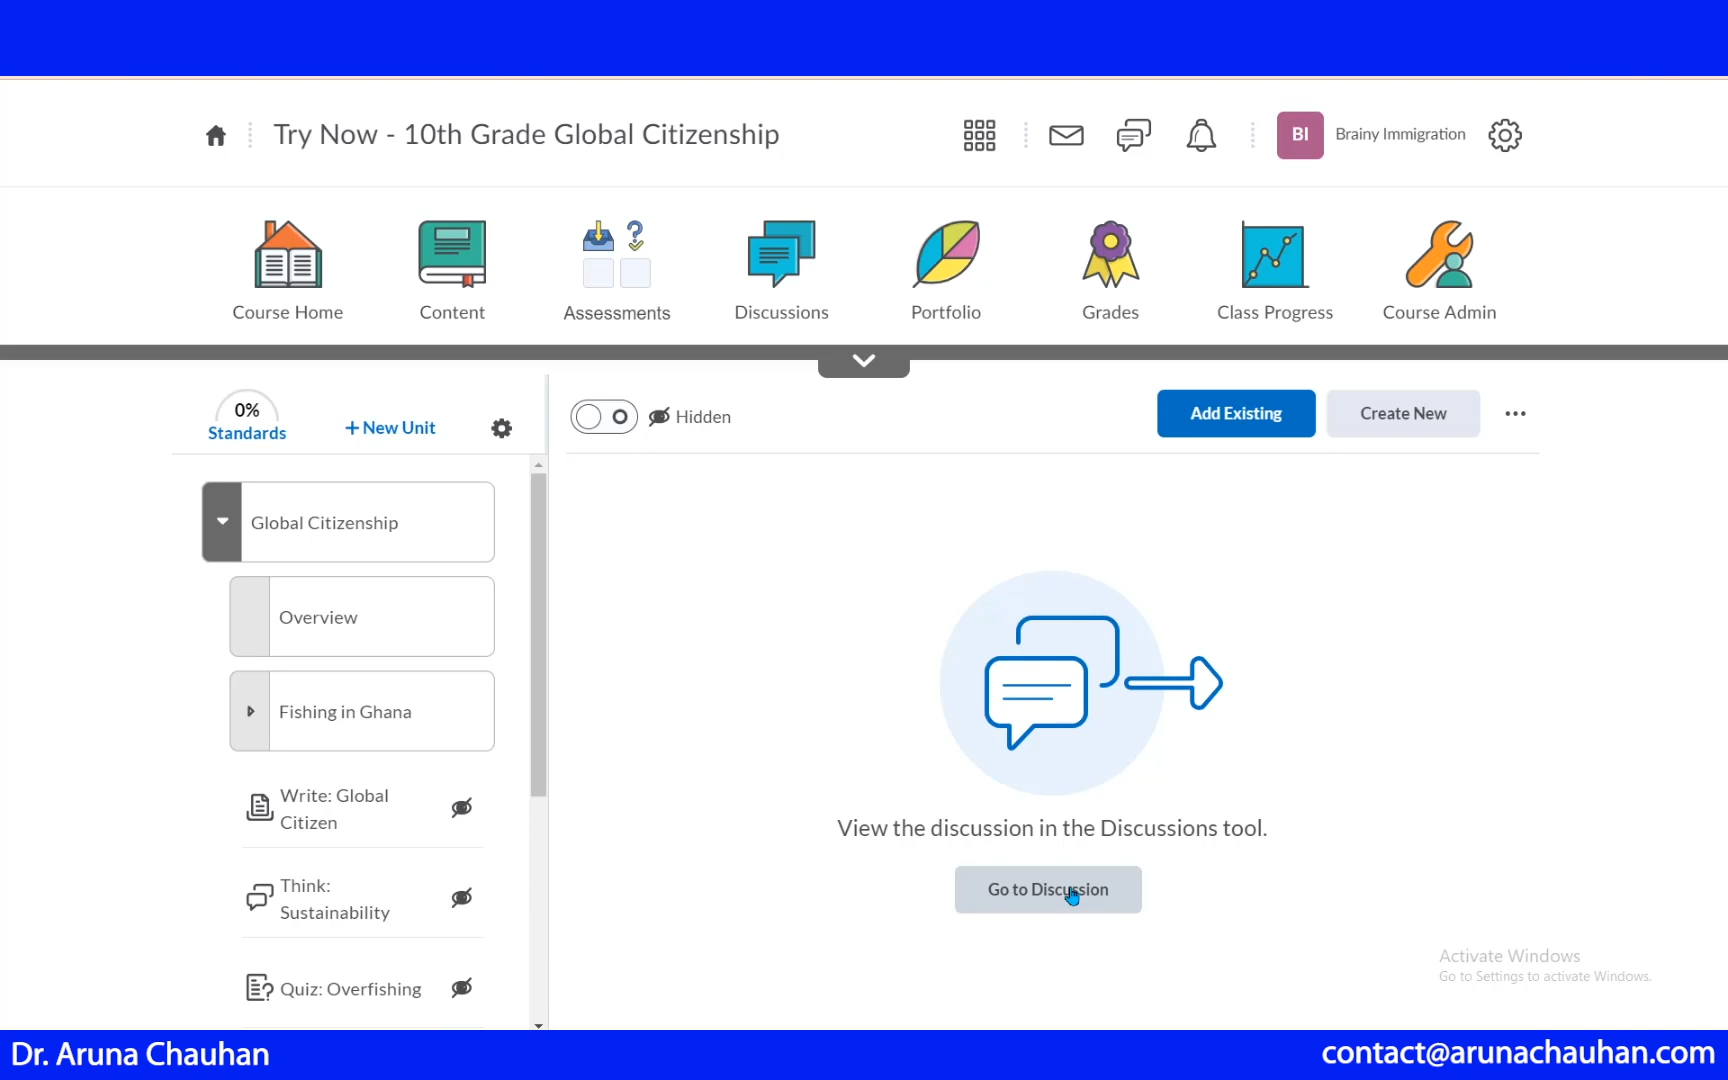 Try Now - 10th Grade Global Citizenship
BI
Brainy Immigration
Course Home
Content
Assessments
Discussions
Portfolio
Grades
Class Progress
Course Admin
0%
Standards
+ New Unit
Hidden
Add Existing
Create New
Global Citizenship
Overview
Fishing in Ghana
Write: Global
Citizen
Think:
Sustainability
Quiz: Overfishing
View the discussion in the Discussions tool.
Go to Discussion
Activate Windows
Go to Settings to activate Windows.
Dr. Aruna Chauhan
contact@arunachauhan.com